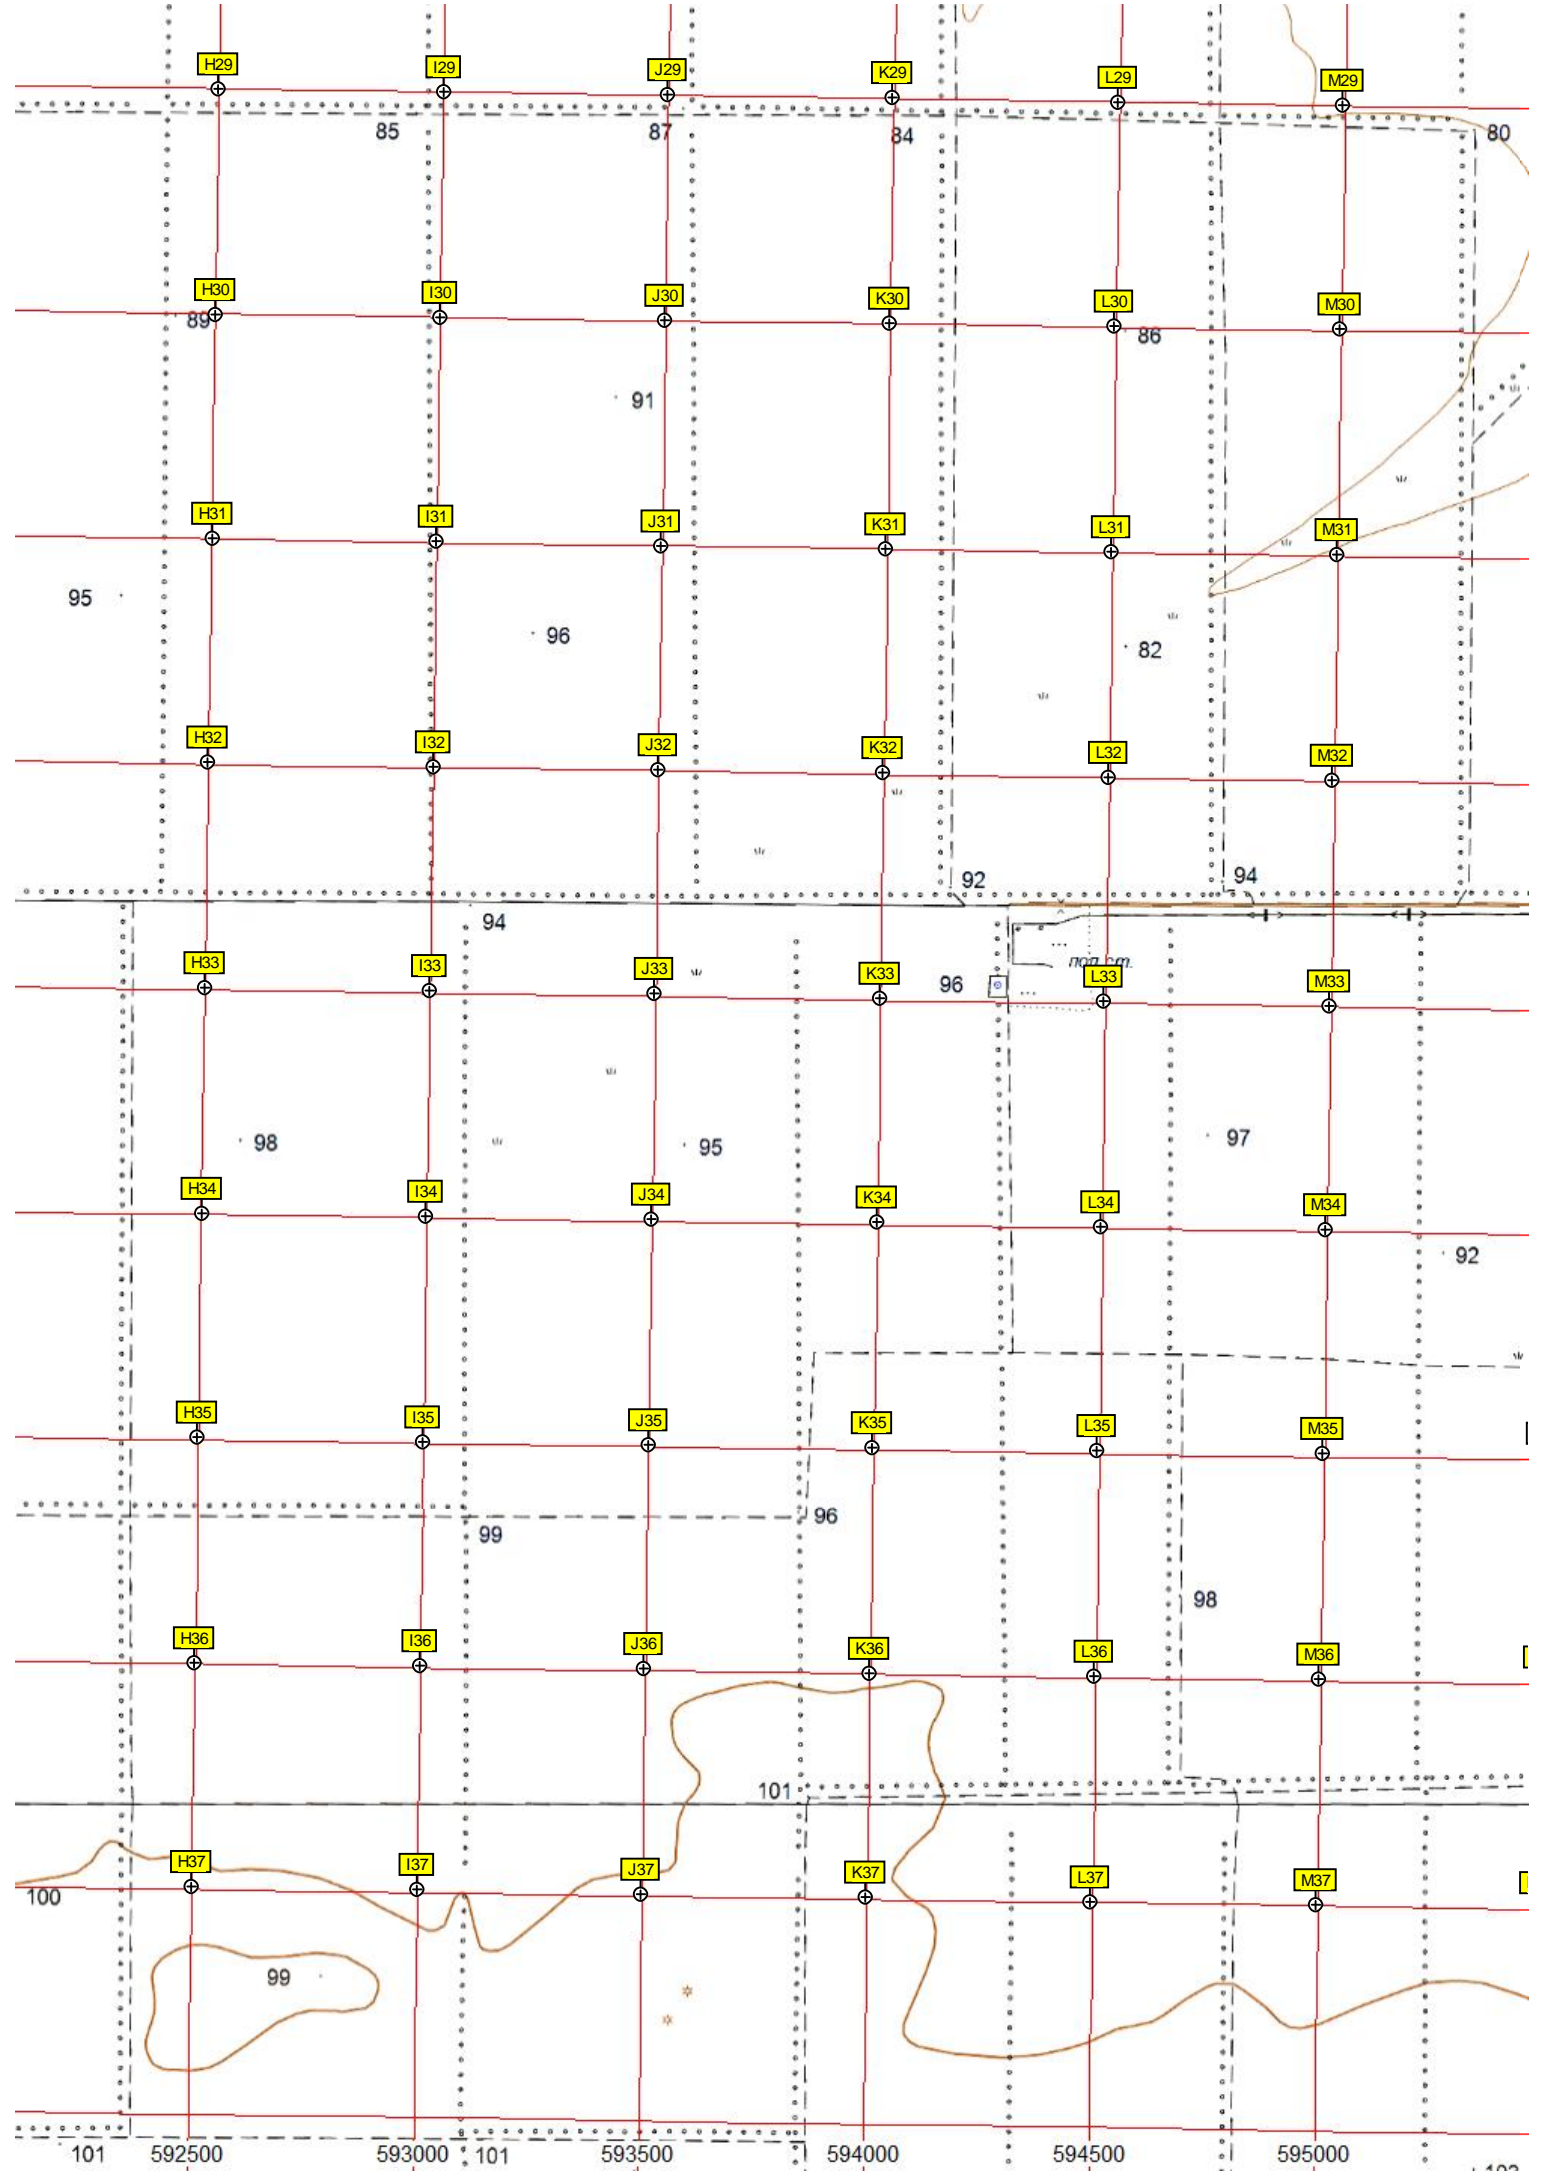 H29 I29 J29 K29 L29 M29
85 87 84 80
H30 I30 J30 K30 L30 M30
89 86
91
H31 I31 J31 K31 L31 M31
95 96 82
H32 I32 J32 K32 L32 M32
92 94
94
H33 I33 J33 K33 96 пол.ст. L33 M33
98 95 97
H34 I34 J34 K34 L34 M34
92
H35 I35 J35 K35 L35 M35
99 96
98
H36 I36 J36 K36 L36 M36
101
H37 I37 J37 K37 L37 M37
100
99
101 592500 593000 101 593500 594000 594500 595000